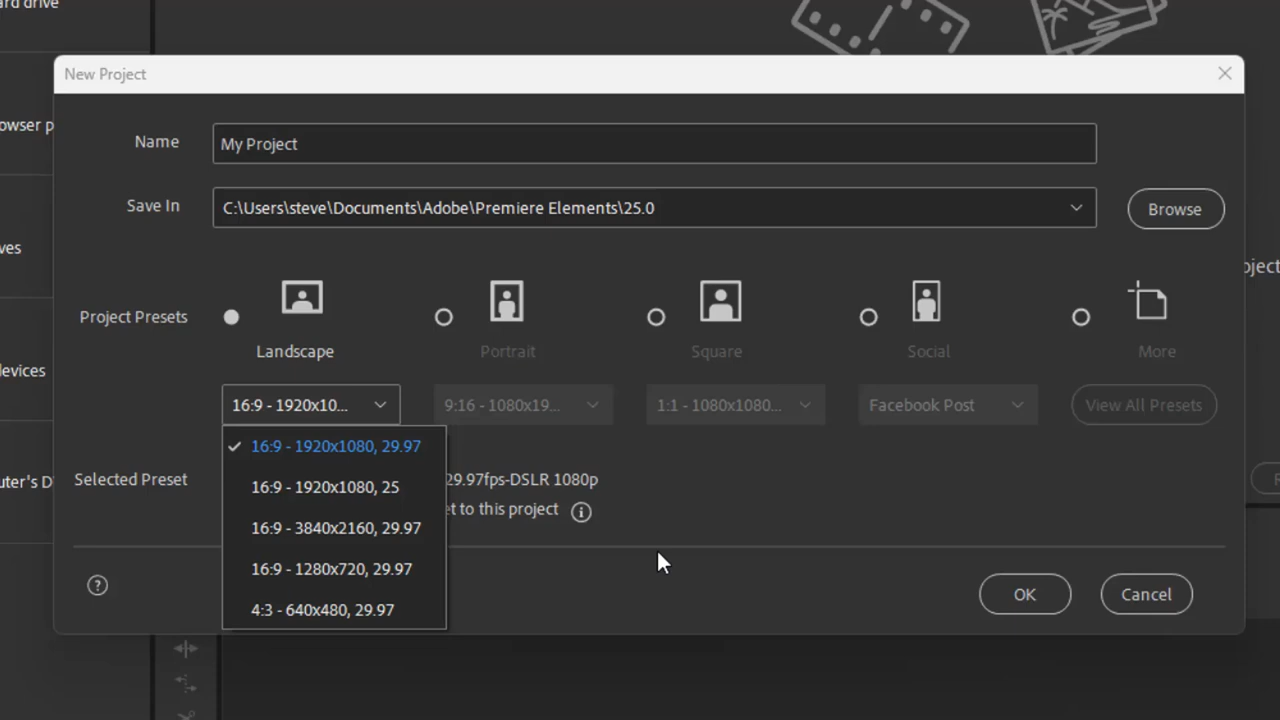 ard drive
New Project
owser p
Name
My Project
Save In
C:\Users\steve\Documents\Adobe\Premiere Elements\25.0
Browse
ves
oject
Project Presets
Landscape
Portrait
Square
Social
More
levices
16:9 - 1920x10...
9:16 - 1080x19...
1:1 - 1080x1080...
Facebook Post
View All Presets
16:9 - 1920x1080, 29.97
Selected Preset
29.97fps-DSLR 1080p
uter's D
16:9 - 1920x1080, 25
et to this project
16:9 - 3840x2160, 29.97
16:9 - 1280x720, 29.97
4:3 - 640x480, 29.97
OK
Cancel